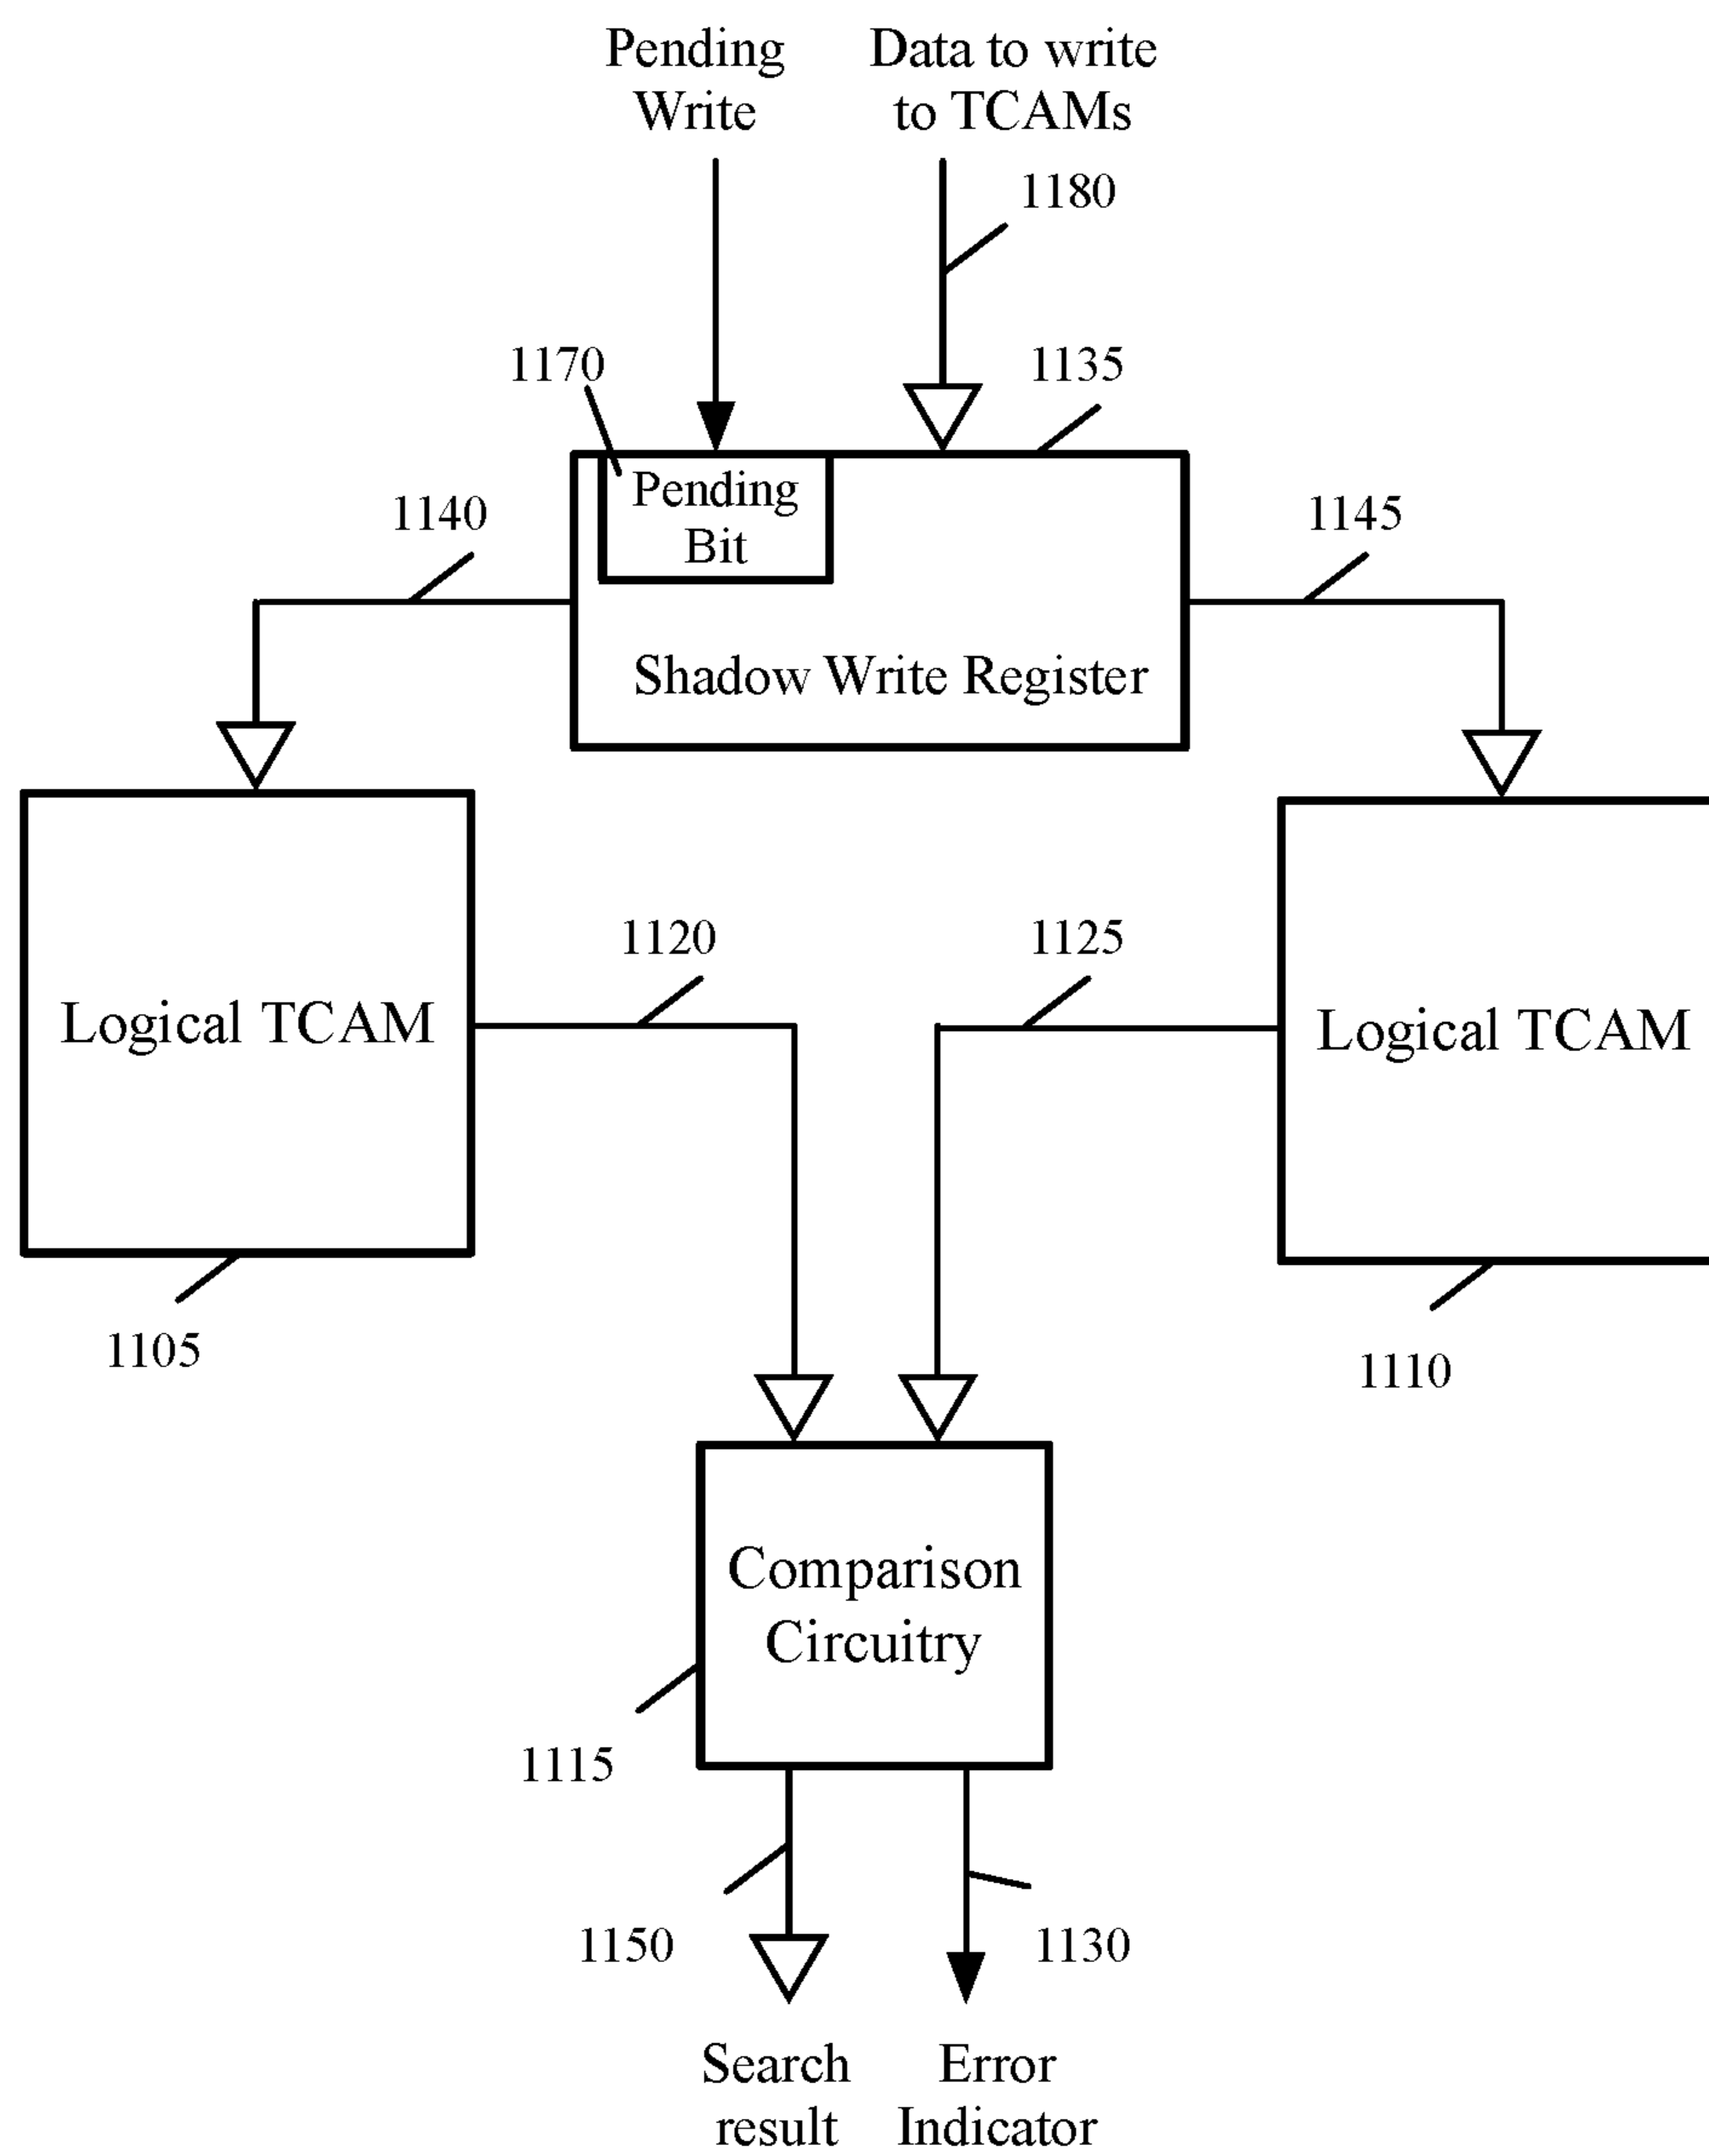 Pending
Write
Data to write
to TCAMs
1180
1170
1135
Pending
Bit
1140
1145
Shadow Write Register
1120
1125
Logical TCAM
Logical TCAM
1105
1110
Comparison
Circuitry
1115
1150
1130
Search
result
Error
Indicator